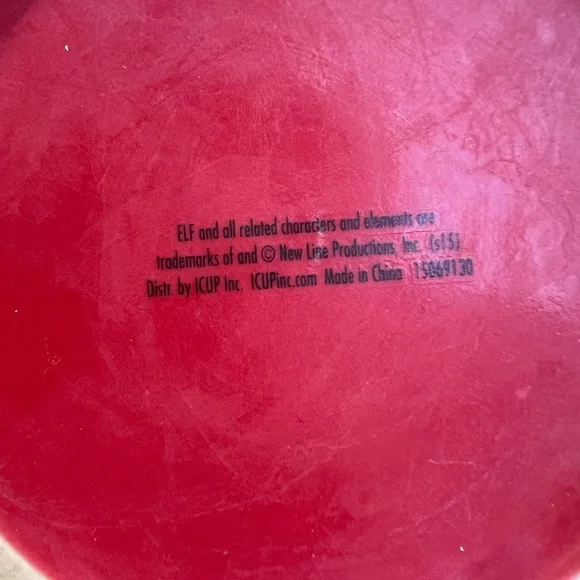 ELF and all related characters and elements are
trademarks of and © New Line Productions, Inc. (s15)
Distr. by ICUP Inc. ICUPinc.com Made in China 15069130